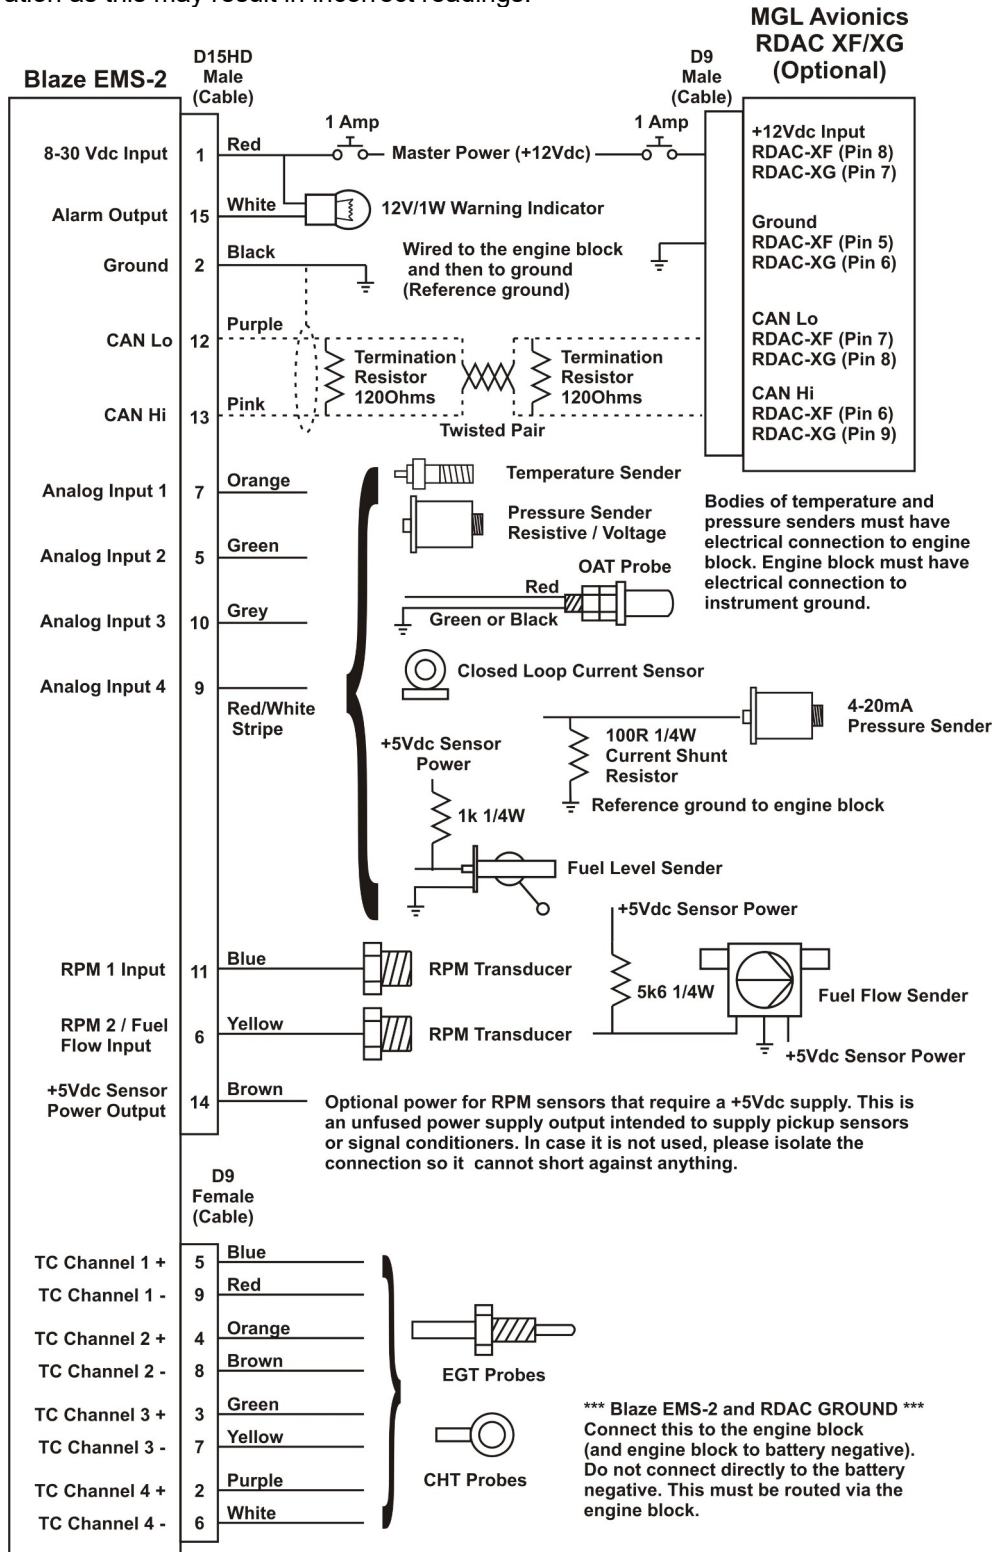 ation as this may result in incorrect readings.
MGL Avionics
RDAC XF/XG
(Optional)
Blaze EMS-2
D15HD
Male
(Cable)
D9
Male
(Cable)
8-30 Vdc Input
1
Red
1 Amp
Master Power (+12Vdc)
1 Amp
+12Vdc Input
RDAC-XF (Pin 8)
RDAC-XG (Pin 7)
Alarm Output
15
White
12V/1W Warning Indicator
Ground
2
Black
Wired to the engine block
and then to ground
(Reference ground)
Ground
RDAC-XF (Pin 5)
RDAC-XG (Pin 6)
CAN Lo
12
Purple
Termination
Resistor
120Ohms
Termination
Resistor
120Ohms
CAN Lo
RDAC-XF (Pin 7)
RDAC-XG (Pin 8)
CAN Hi
13
Pink
Twisted Pair
CAN Hi
RDAC-XF (Pin 6)
RDAC-XG (Pin 9)
Analog Input 1
7
Orange
Temperature Sender
Analog Input 2
5
Green
Pressure Sender
Resistive / Voltage
Bodies of temperature and
pressure senders must have
electrical connection to engine
block. Engine block must have
electrical connection to
instrument ground.
OAT Probe
Red
Green or Black
Analog Input 3
10
Grey
Closed Loop Current Sensor
Analog Input 4
9
Red/White
Stripe
4-20mA
Pressure Sender
100R 1/4W
Current Shunt
Resistor
Reference ground to engine block
+5Vdc Sensor
Power
1k 1/4W
Fuel Level Sender
+5Vdc Sensor Power
5k6 1/4W
Fuel Flow Sender
+5Vdc Sensor Power
RPM 1 Input
11
Blue
RPM Transducer
RPM 2 / Fuel
Flow Input
6
Yellow
RPM Transducer
+5Vdc Sensor
Power Output
14
Brown
Optional power for RPM sensors that require a +5Vdc supply. This is
an unfused power supply output intended to supply pickup sensors
or signal conditioners. In case it is not used, please isolate the
connection so it cannot short against anything.
D9
Female
(Cable)
TC Channel 1 +
5
Blue
TC Channel 1 -
9
Red
TC Channel 2 +
4
Orange
TC Channel 2 -
8
Brown
TC Channel 3 +
3
Green
TC Channel 3 -
7
Yellow
TC Channel 4 +
2
Purple
TC Channel 4 -
6
White
EGT Probes
CHT Probes
*** Blaze EMS-2 and RDAC GROUND ***
Connect this to the engine block
(and engine block to battery negative).
Do not connect directly to the battery
negative. This must be routed via the
engine block.